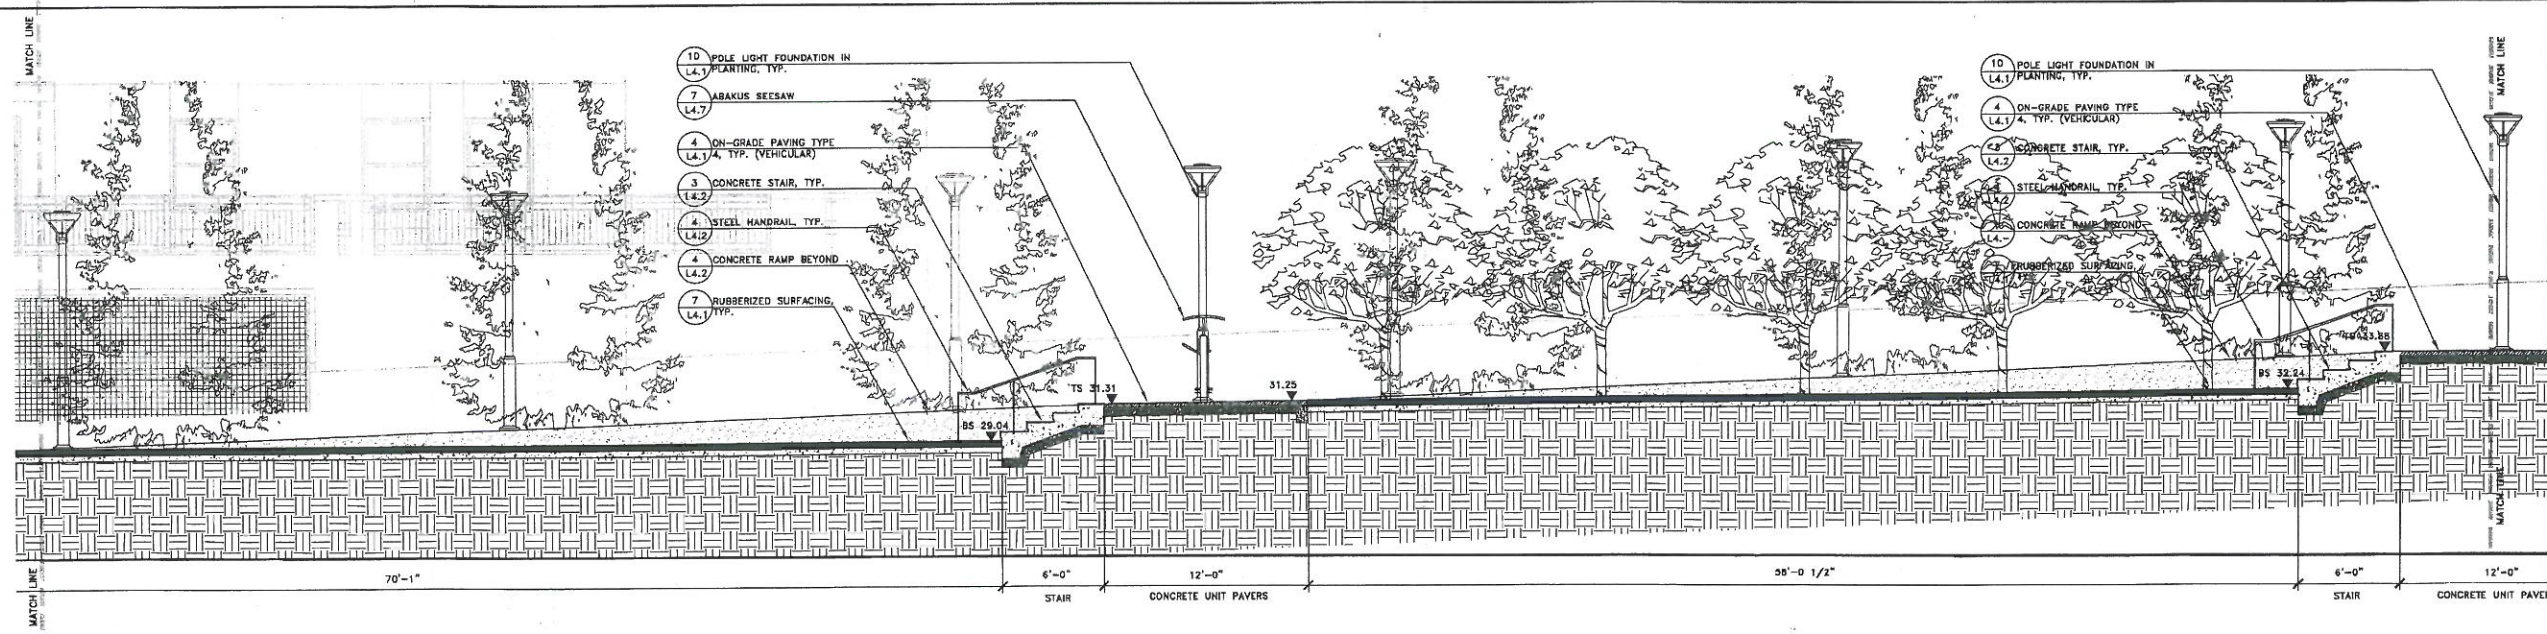 MATCH LINE
10
L4.1
POLE LIGHT FOUNDATION IN
PLANTING, TYP.
7
L4.7
ABAKUS SEESAW
4
L4.1
ON-GRADE PAVING TYPE
4, TYP. (VEHICULAR)
3
L4.2
CONCRETE STAIR, TYP.
4
L4.2
STEEL HANDRAIL, TYP.
4
L4.2
CONCRETE RAMP BEYOND
7
L4.1
RUBBERIZED SURFACING,
TYP.
10
L4.1
POLE LIGHT FOUNDATION IN
PLANTING, TYP.
4
L4.1
ON-GRADE PAVING TYPE
4, TYP. (VEHICULAR)
L4.2
CONCRETE STAIR, TYP.
STEEL HANDRAIL, TYP.
CONCRETE RAMP BEYOND
RUBBERIZED SURFACING,
MATCH LINE
BS 29.04
TS 31.31
31.25
BS 32.24
MATCH LINE
MATCH LINE
70'-1"
6'-0"
STAIR
12'-0"
CONCRETE UNIT PAVERS
6'-0"
STAIR
12'-0"
CONCRETE UNIT PAVE